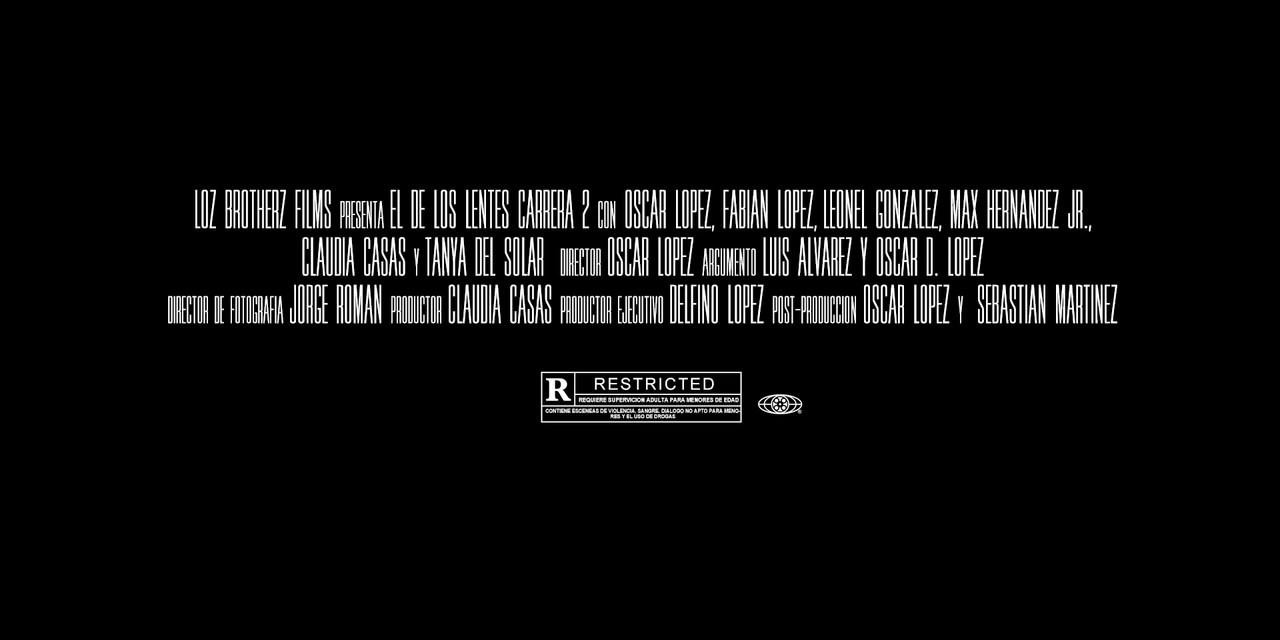 LOZ BROTHERZ FILMS PRESENTA EL DE LOS LENTES CARRERA 2 CON OSCAR LOPEZ, FABIAN LOPEZ, LEONEL GONZALEZ, MAX HERNANDEZ JR.,
CLAUDIA CASAS Y TANYA DEL SOLAR DIRECTOR OSCAR LOPEZ ARGUMENTO LUIS ALVAREZ Y OSCAR D. LOPEZ
DIRECTOR DE FOTOGRAFIA JORGE ROMAN PRODUCTOR CLAUDIA CASAS PRODUCTOR EJECUTIVO DELFINO LOPEZ POST-PRODUCCION OSCAR LOPEZ Y SEBASTIAN MARTINEZ
R RESTRICTED
REQUIERE SUPERVICION ADULTA PARA MENORES DE EDAD
CONTIENE ESCENEAS DE VIOLENCIA, SANGRE, DIALOGO NO APTO PARA MENO-
RES Y EL USO DE DROGAS